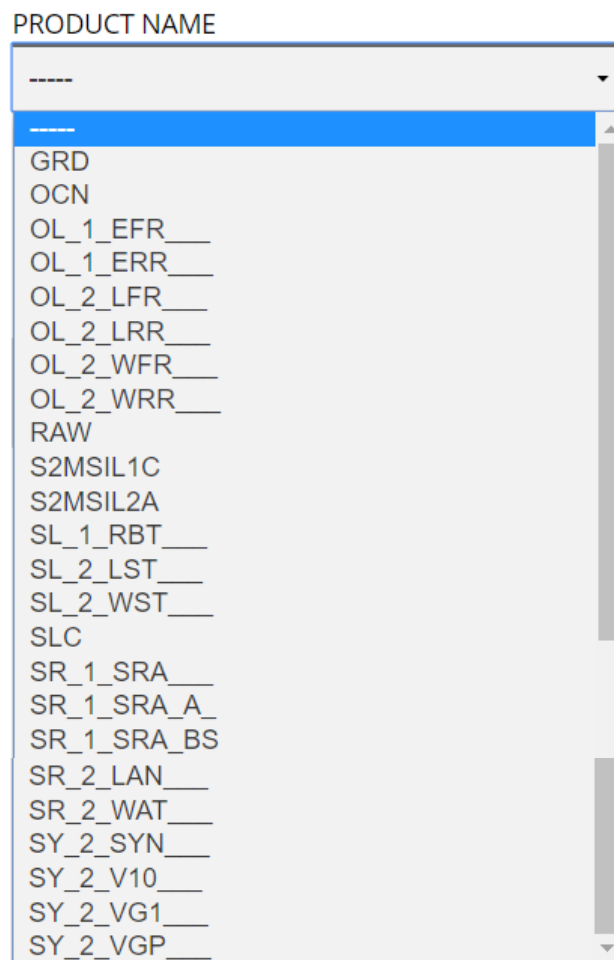 PRODUCT NAME
-----
-----
GRD
OCN
OL_1_EFR___
OL_1_ERR___
OL_2_LFR___
OL_2_LRR___
OL_2_WFR___
OL_2_WRR___
RAW
S2MSIL1C
S2MSIL2A
SL_1_RBT___
SL_2_LST___
SL_2_WST___
SLC
SR_1_SRA___
SR_1_SRA_A_
SR_1_SRA_BS
SR_2_LAN___
SR_2_WAT___
SY_2_SYN___
SY_2_V10___
SY_2_VG1___
SY_2_VGP___